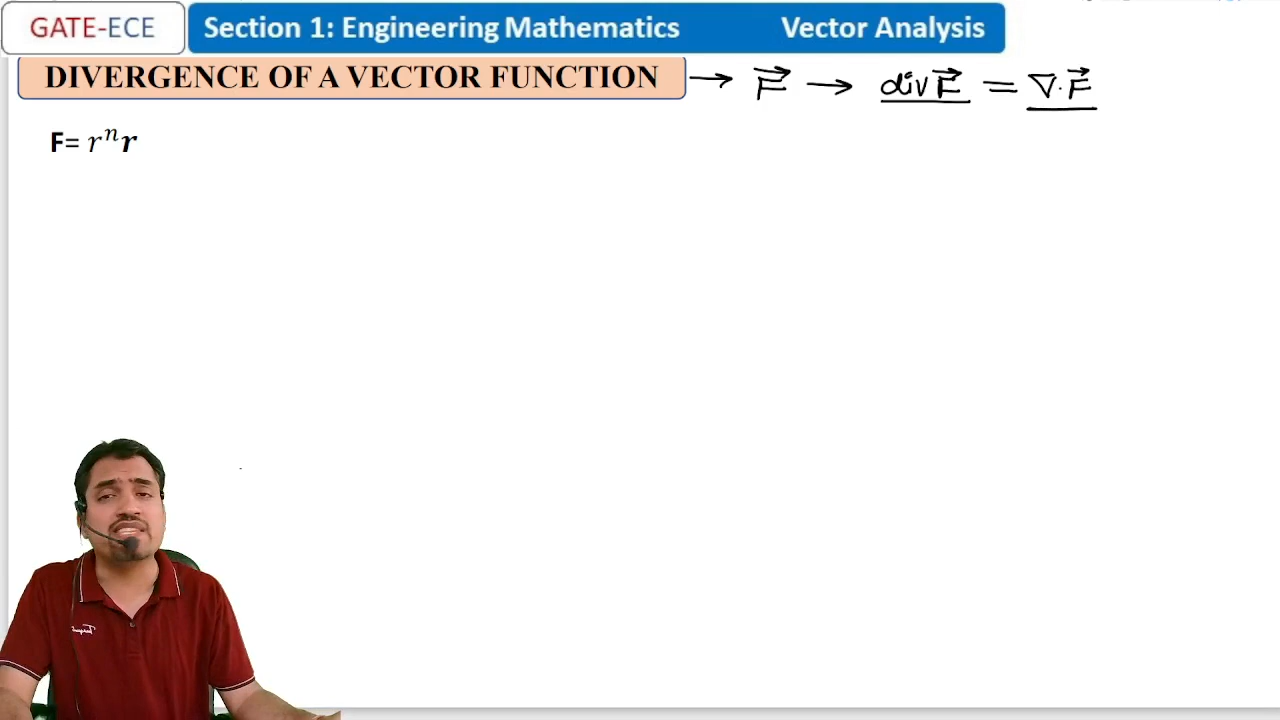 GATE-ECE Section 1: Engineering Mathematics Vector Analysis
DIVERGENCE OF A VECTOR FUNCTION → F⃗ → div F⃗ = ∇·F⃗
F= rⁿr